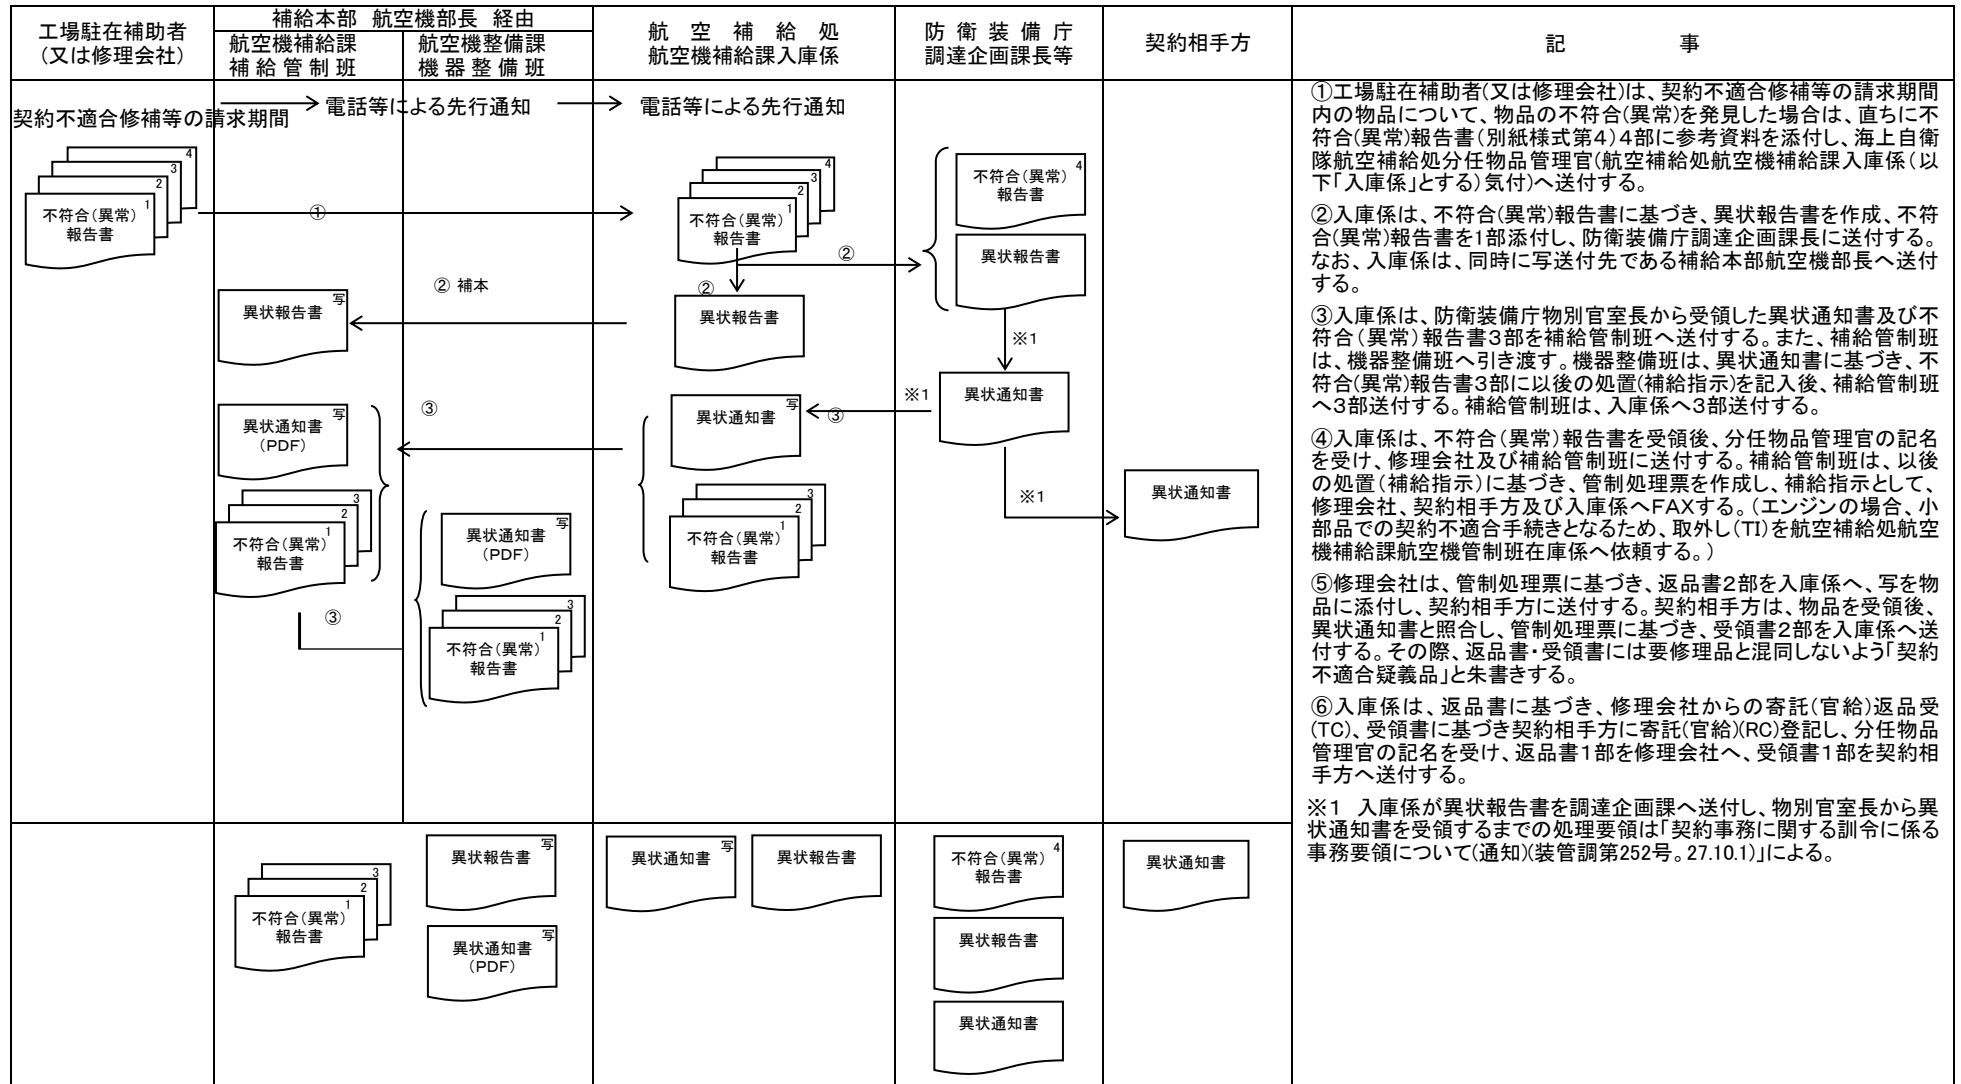 工場駐在補助者
(又は修理会社)
補給本部 航空機部長 経由
航空機補給課
補給管制班
航空機整備課
機器整備班
航空補給処
航空機補給課入庫係
防衛装備庁
調達企画課長等
契約相手方
記事
契約不適合修補等の請求期間
電話等による先行通知
電話等による先行通知
4
3
2
不符合(異常) 1
報告書
①
4
3
2
不符合(異常) 1
報告書
②
不符合(異常) 4
報告書
異状報告書
② 補本
異状報告書 写
②
異状報告書
※1
異状通知書
※1
③
異状通知書 写
③
異状通知書 写
(PDF)
3
2
不符合(異常) 1
報告書
3
2
不符合(異常) 1
報告書
※1
異状通知書
異状通知書 写
(PDF)
3
2
不符合(異常) 1
報告書
③
3
2
不符合(異常) 1
報告書
異状報告書 写
異状通知書 写
(PDF)
異状通知書 写
異状報告書
不符合(異常) 4
報告書
異状報告書
異状通知書
異状通知書
①工場駐在補助者(又は修理会社)は、契約不適合修補等の請求期間
内の物品について、物品の不符合(異常)を発見した場合は、直ちに不
符合(異常)報告書(別紙様式第4)4部に参考資料を添付し、海上自衛
隊航空補給処分任物品管理官(航空補給処航空機補給課入庫係(以
下「入庫係」とする)気付)へ送付する。
②入庫係は、不符合(異常)報告書に基づき、異状報告書を作成、不符
合(異常)報告書を1部添付し、防衛装備庁調達企画課長に送付する。
なお、入庫係は、同時に写送付先である補給本部航空機部長へ送付
する。
③入庫係は、防衛装備庁物別官室長から受領した異状通知書及び不
符合(異常)報告書3部を補給管制班へ送付する。また、補給管制班
は、機器整備班へ引き渡す。機器整備班は、異状通知書に基づき、不
符合(異常)報告書3部に以後の処置(補給指示)を記入後、補給管制班
へ3部送付する。補給管制班は、入庫係へ3部送付する。
④入庫係は、不符合(異常)報告書を受領後、分任物品管理官の記名
を受け、修理会社及び補給管制班に送付する。補給管制班は、以後
の処置(補給指示)に基づき、管制処理票を作成し、補給指示として、
修理会社、契約相手方及び入庫係へFAXする。(エンジンの場合、小
部品での契約不適合手続きとなるため、取外し(TI)を航空補給処航空
機補給課航空機管制班在庫係へ依頼する。)
⑤修理会社は、管制処理票に基づき、返品書2部を入庫係へ、写を物
品に添付し、契約相手方に送付する。契約相手方は、物品を受領後、
異状通知書と照合し、管制処理票に基づき、受領書2部を入庫係へ送
付する。その際、返品書・受領書には要修理品と混同しないよう「契約
不適合疑義品」と朱書きする。
⑥入庫係は、返品書に基づき、修理会社からの寄託(官給)返品受
(TC)、受領書に基づき契約相手方に寄託(官給)(RC)登記し、分任物品
管理官の記名を受け、返品書1部を修理会社へ、受領書1部を契約相
手方へ送付する。
※1 入庫係が異状報告書を調達企画課へ送付し、物別官室長から異
状通知書を受領するまでの処理要領は「契約事務に関する訓令に係る
事務要領について(通知)(装管調第252号。27.10.1)」による。